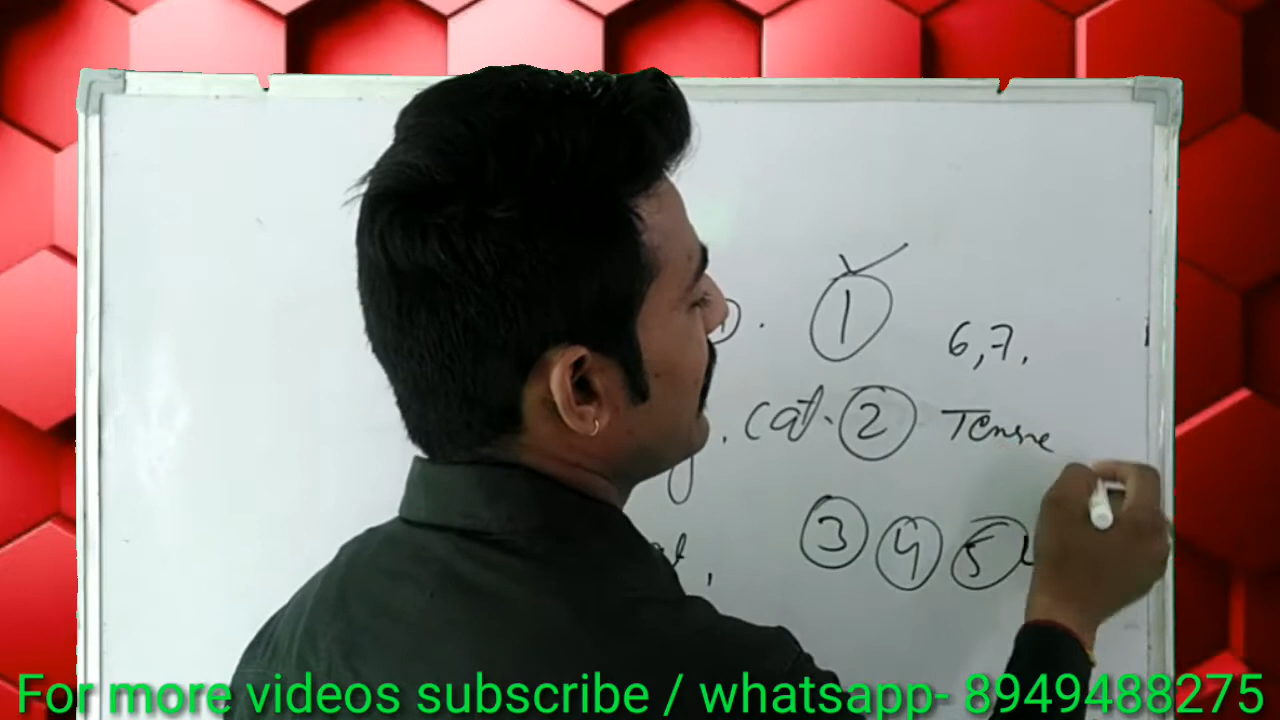 1 6,7.
. cat. 2 Tense
3 4 5
For more videos subscribe / whatsapp- 8949488275